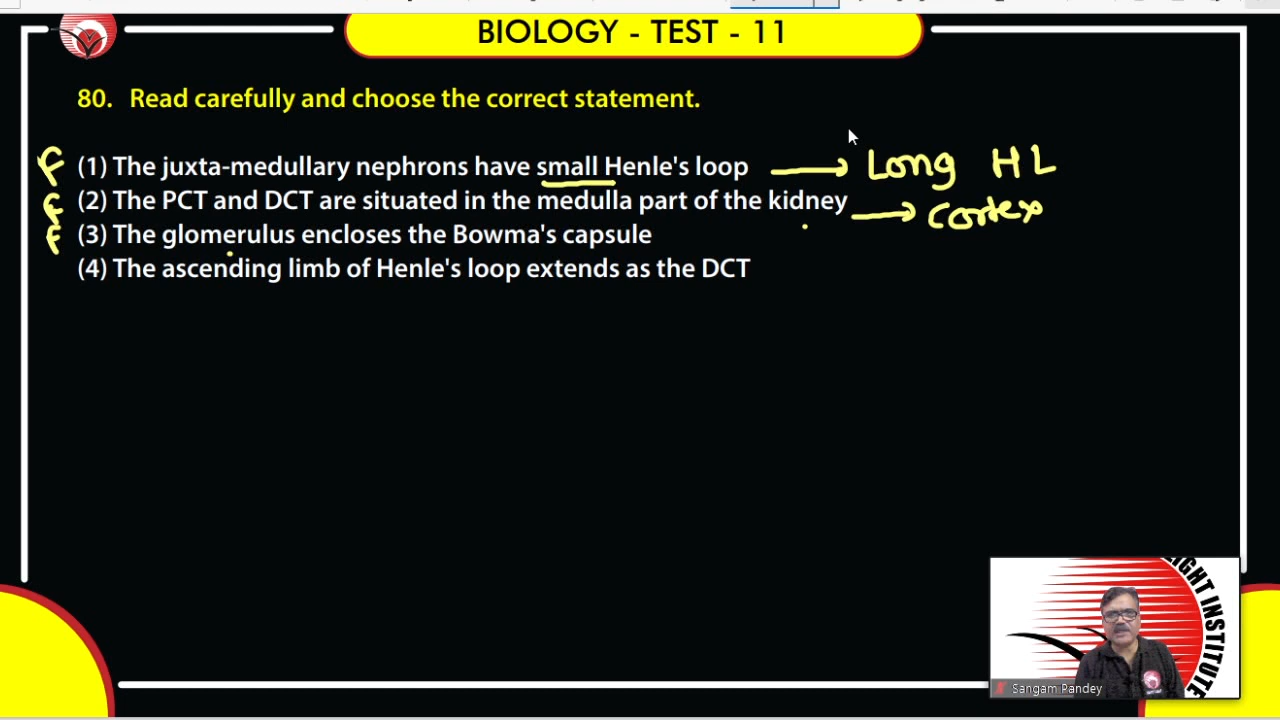 BIOLOGY - TEST - 11
80. Read carefully and choose the correct statement.
F (1) The juxta-medullary nephrons have small Henle's loop → Long HL
F (2) The PCT and DCT are situated in the medulla part of the kidney → cortex
F (3) The glomerulus encloses the Bowma's capsule
(4) The ascending limb of Henle's loop extends as the DCT
IGHT INSTITUTE
Sangam Pandey